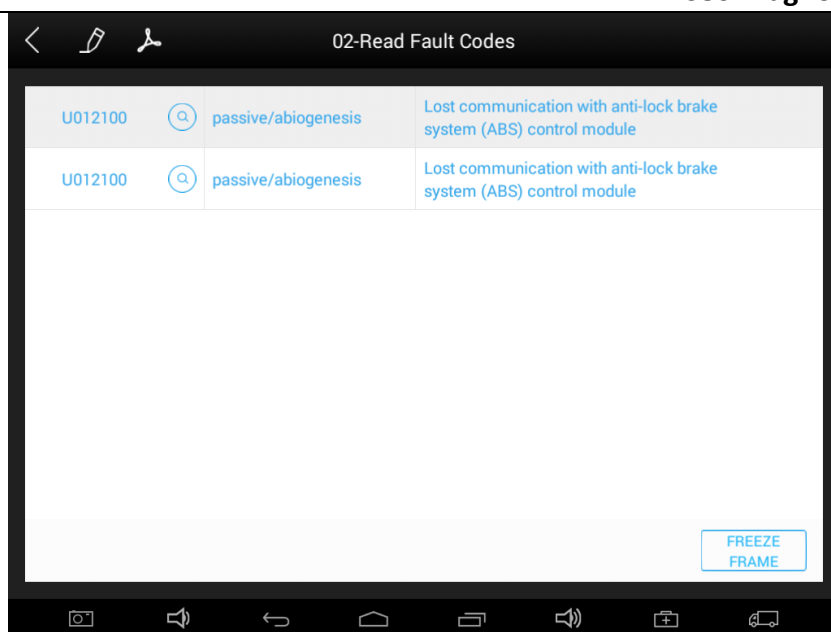 02-Read Fault Codes
U012100 passive/abiogenesis Lost communication with anti-lock brake
system (ABS) control module
U012100 passive/abiogenesis Lost communication with anti-lock brake
system (ABS) control module
FREEZE
FRAME